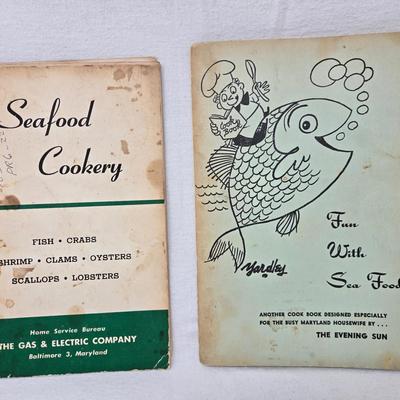 Seafood
Cookery
FISH • CRABS
SHRIMP • CLAMS • OYSTERS
SCALLOPS • LOBSTERS
Home Service Bureau
THE GAS & ELECTRIC COMPANY
Baltimore 3, Maryland
Cook
Book
Yardley
Fun
With
Sea Food
ANOTHER COOK BOOK DESIGNED ESPECIALLY
FOR THE BUSY MARYLAND HOUSEWIFE BY . . .
THE EVENING SUN